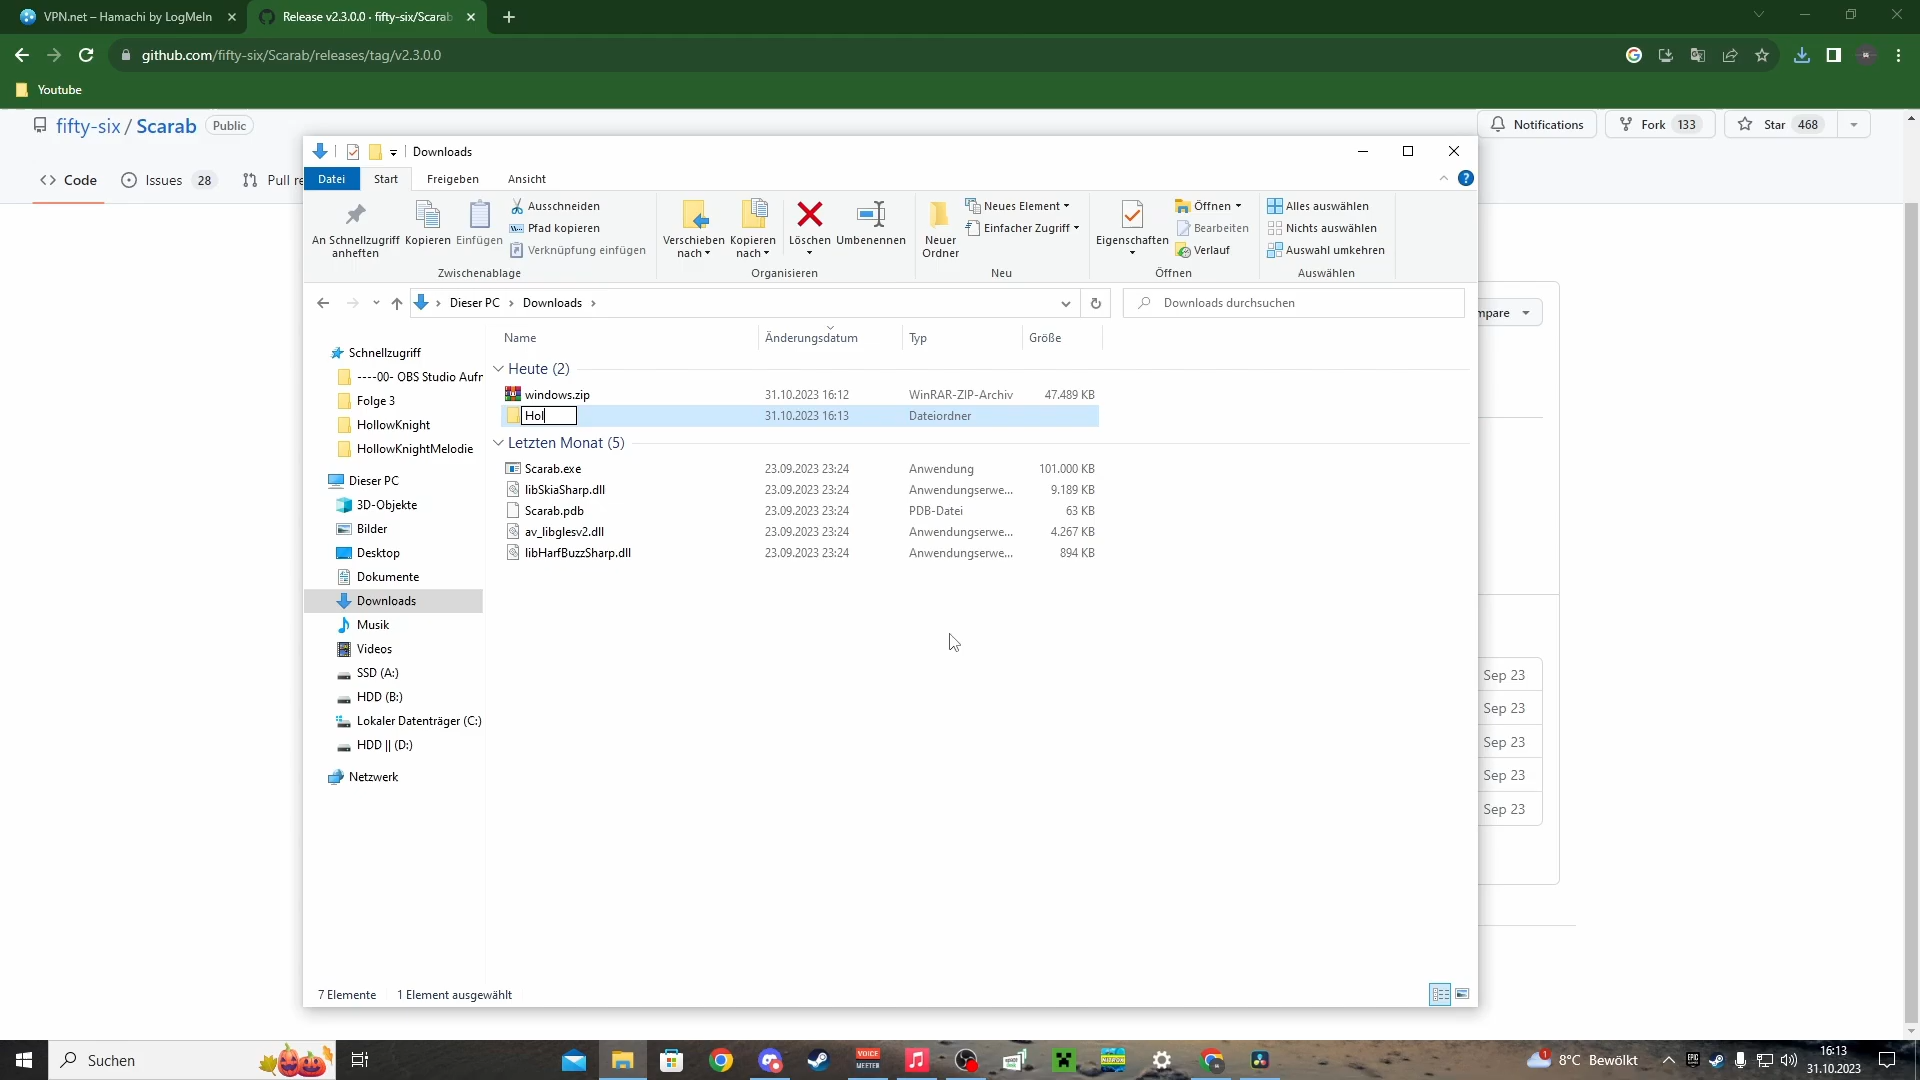 VPN.net – Hamachi by LogMeIn
Release v2.3.0.0 · fifty-six/Scarab
github.com/fifty-six/Scarab/releases/tag/v2.3.0.0
Youtube
fifty-six / Scarab Public
Notifications
Fork 133
Star 468
Code
Issues 28
Pull re
Downloads
Datei
Start
Freigeben
Ansicht
An Schnellzugriff
anheften
Kopieren
Einfügen
Ausschneiden
Pfad kopieren
Verknüpfung einfügen
Zwischenablage
Verschieben
nach
Kopieren
nach
Löschen
Umbenennen
Organisieren
Neuer
Ordner
Neues Element
Einfacher Zugriff
Neu
Eigenschaften
Öffnen
Bearbeiten
Verlauf
Öffnen
Alles auswählen
Nichts auswählen
Auswahl umkehren
Auswählen
Dieser PC
Downloads
Downloads durchsuchen
mpare
Name Änderungsdatum Typ Größe
Heute (2)
windows.zip 31.10.2023 16:12 WinRAR-ZIP-Archiv 47.489 KB
Hol 31.10.2023 16:13 Dateiordner
Letzten Monat (5)
Scarab.exe 23.09.2023 23:24 Anwendung 101.000 KB
libSkiaSharp.dll 23.09.2023 23:24 Anwendungserwe... 9.189 KB
Scarab.pdb 23.09.2023 23:24 PDB-Datei 63 KB
av_libglesv2.dll 23.09.2023 23:24 Anwendungserwe... 4.267 KB
libHarfBuzzSharp.dll 23.09.2023 23:24 Anwendungserwe... 894 KB
Schnellzugriff
----00- OBS Studio Aufn
Folge 3
HollowKnight
HollowKnightMelodie
Dieser PC
3D-Objekte
Bilder
Desktop
Dokumente
Downloads
Musik
Videos
SSD (A:)
HDD (B:)
Lokaler Datenträger (C:)
HDD || (D:)
Netzwerk
Sep 23
Sep 23
Sep 23
Sep 23
Sep 23
7 Elemente
1 Element ausgewählt
Suchen
VOICE
MEETER
1
8°C Bewölkt
EPIC
16:13
31.10.2023